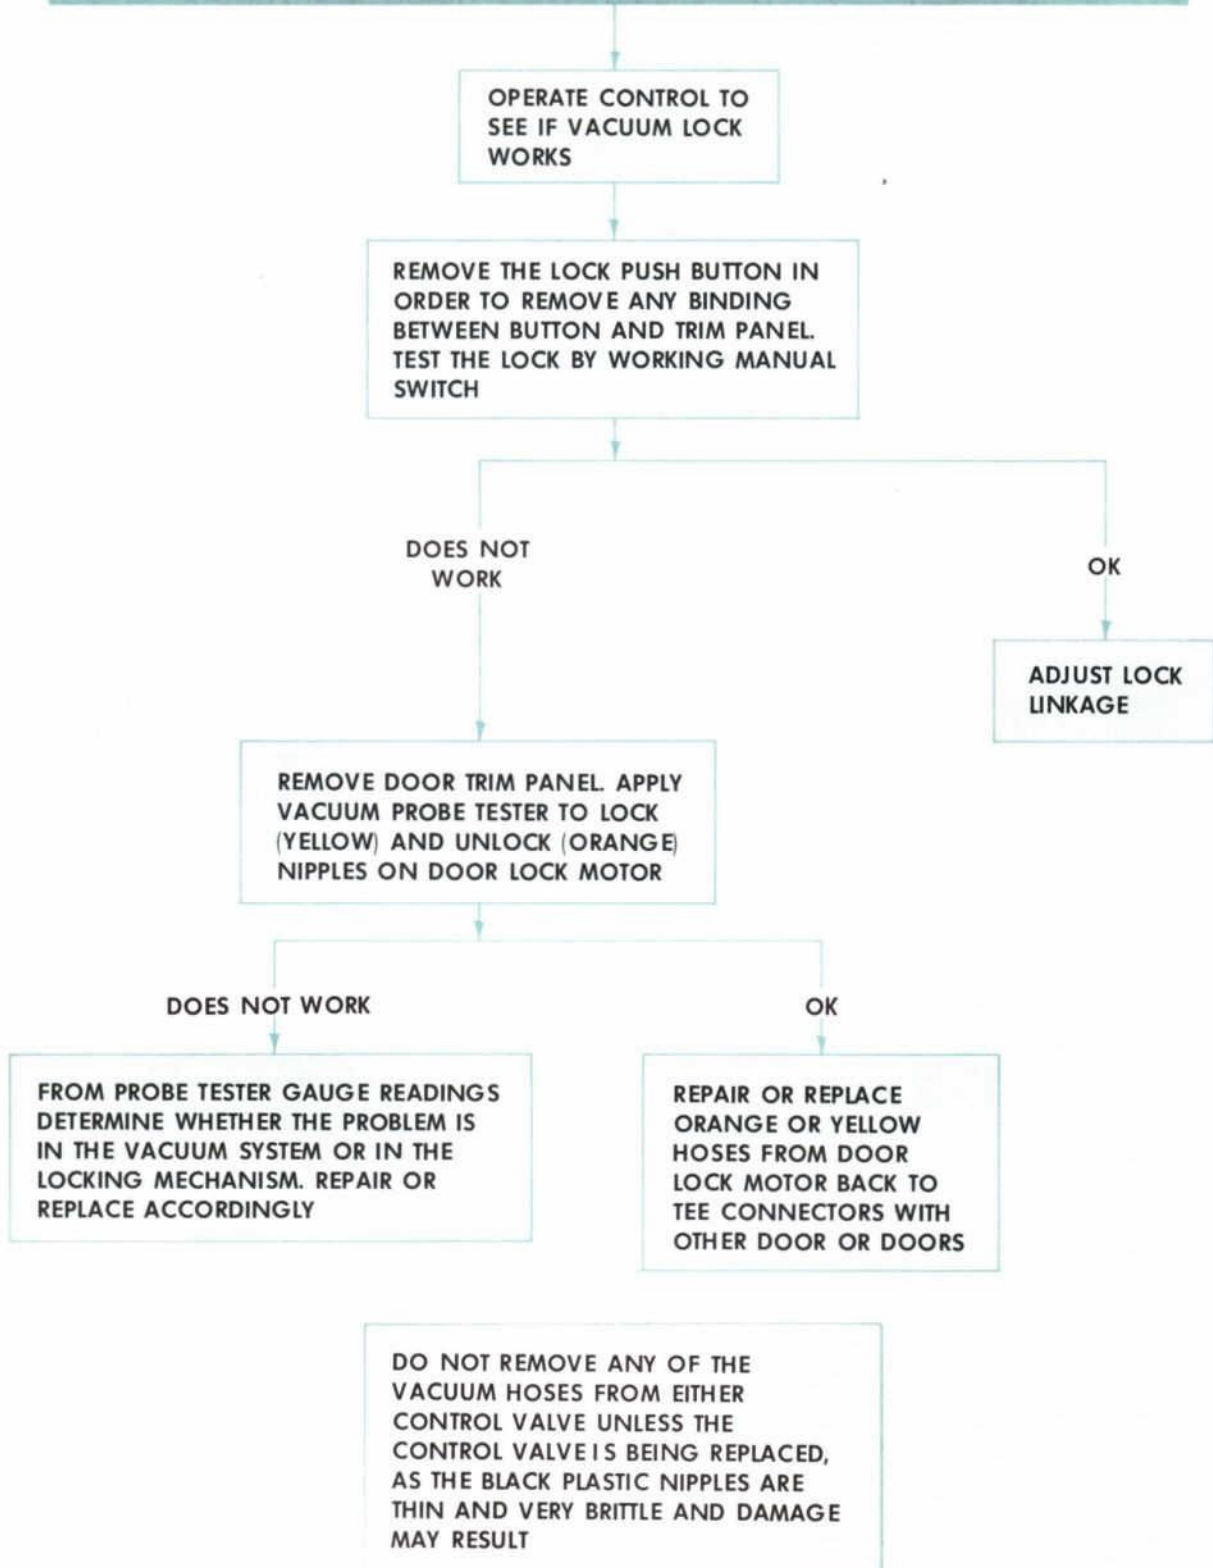 OPERATE CONTROL TO
SEE IF VACUUM LOCK
WORKS
REMOVE THE LOCK PUSH BUTTON IN
ORDER TO REMOVE ANY BINDING
BETWEEN BUTTON AND TRIM PANEL.
TEST THE LOCK BY WORKING MANUAL
SWITCH
DOES NOT
WORK
OK
ADJUST LOCK
LINKAGE
REMOVE DOOR TRIM PANEL. APPLY
VACUUM PROBE TESTER TO LOCK
(YELLOW) AND UNLOCK (ORANGE)
NIPPLES ON DOOR LOCK MOTOR
DOES NOT WORK
OK
FROM PROBE TESTER GAUGE READINGS
DETERMINE WHETHER THE PROBLEM IS
IN THE VACUUM SYSTEM OR IN THE
LOCKING MECHANISM. REPAIR OR
REPLACE ACCORDINGLY
REPAIR OR REPLACE
ORANGE OR YELLOW
HOSES FROM DOOR
LOCK MOTOR BACK TO
TEE CONNECTORS WITH
OTHER DOOR OR DOORS
DO NOT REMOVE ANY OF THE
VACUUM HOSES FROM EITHER
CONTROL VALVE UNLESS THE
CONTROL VALVE IS BEING REPLACED,
AS THE BLACK PLASTIC NIPPLES ARE
THIN AND VERY BRITTLE AND DAMAGE
MAY RESULT